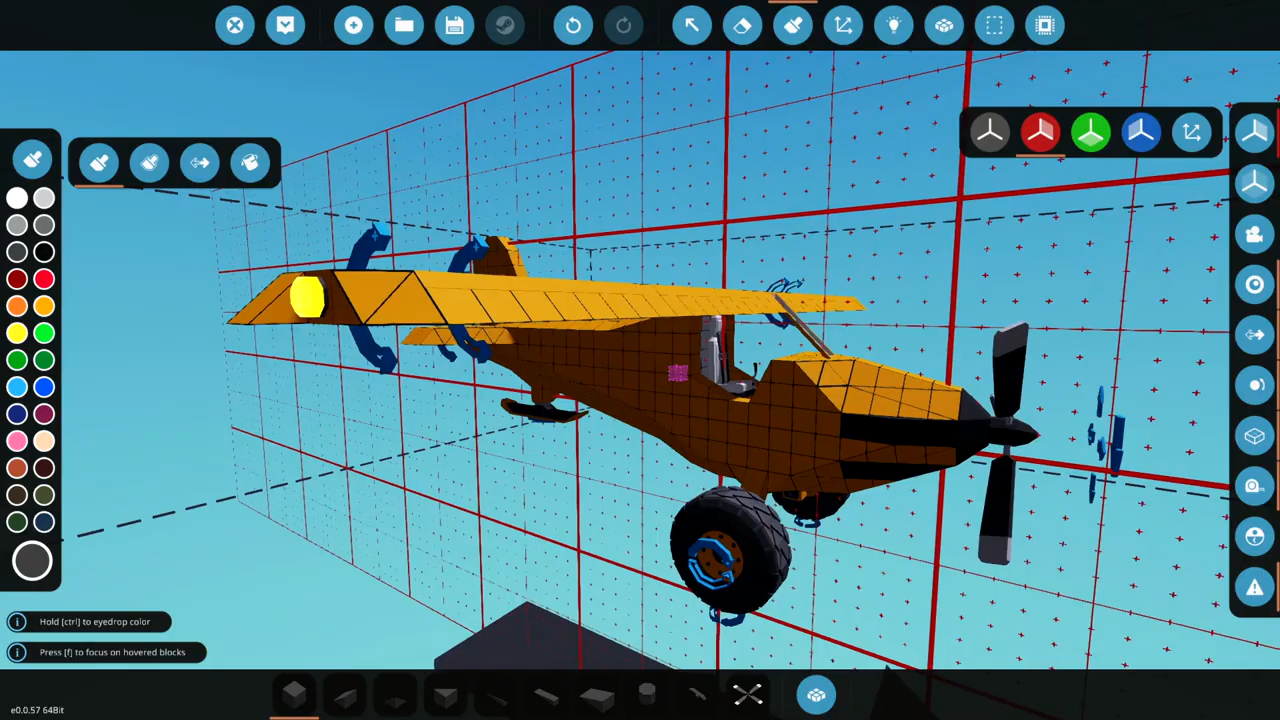 Hold [ctrl] to eyedrop color
Press [f] to focus on hovered blocks
e0.0.57 64Bit